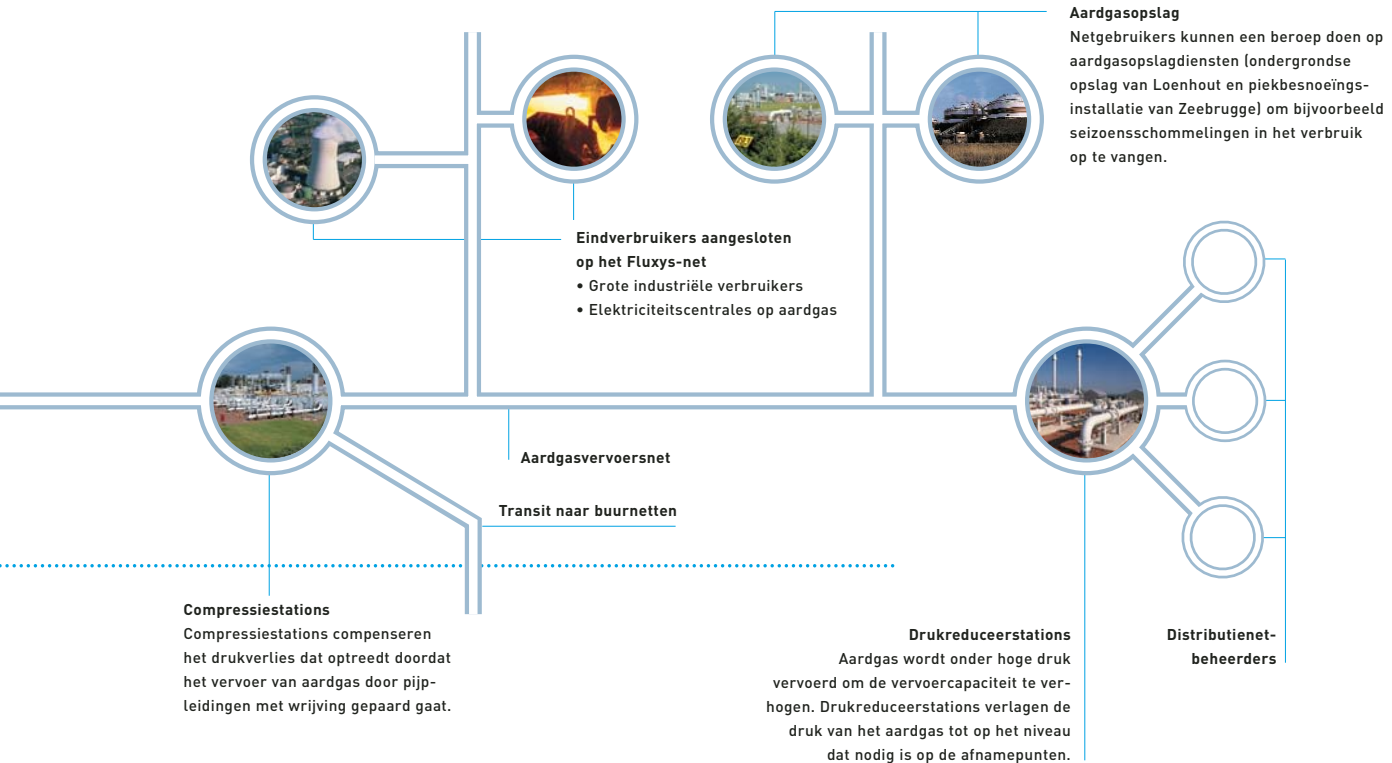 Aardgasopslag
Netgebruikers kunnen een beroep doen op
aardgasopslagdiensten (ondergrondse
opslag van Loenhout en piekbesnoeïngs-
installatie van Zeebrugge) om bijvoorbeeld
seizoensschommelingen in het verbruik
op te vangen.
Eindverbruikers aangesloten
op het Fluxys-net
• Grote industriële verbruikers
• Elektriciteitscentrales op aardgas
Aardgasvervoersnet
Transit naar buurnetten
Compressiestations
Compressiestations compenseren
het drukverlies dat optreedt doordat
het vervoer van aardgas door pijp-
leidingen met wrijving gepaard gaat.
Drukreduceerstations
Aardgas wordt onder hoge druk
vervoerd om de vervoercapaciteit te ver-
hogen. Drukreduceerstations verlagen de
druk van het aardgas tot op het niveau
dat nodig is op de afnamepunten.
Distributienet-
beheerders